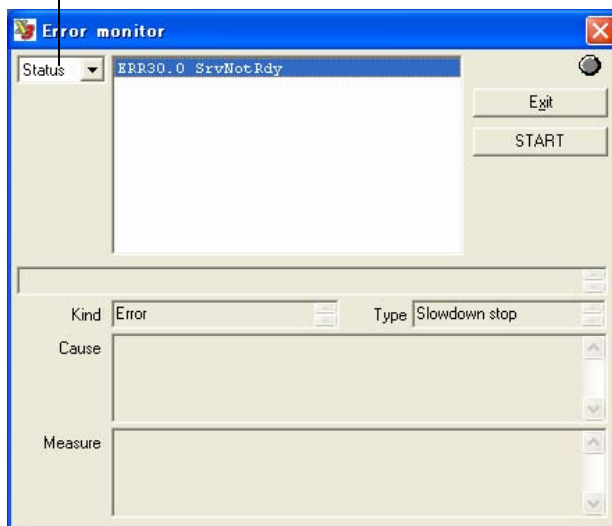 Error monitor
Status
ERR30.0 SrvNotRdy
Exit
START
Kind Error Type Slowdown stop
Cause
Measure